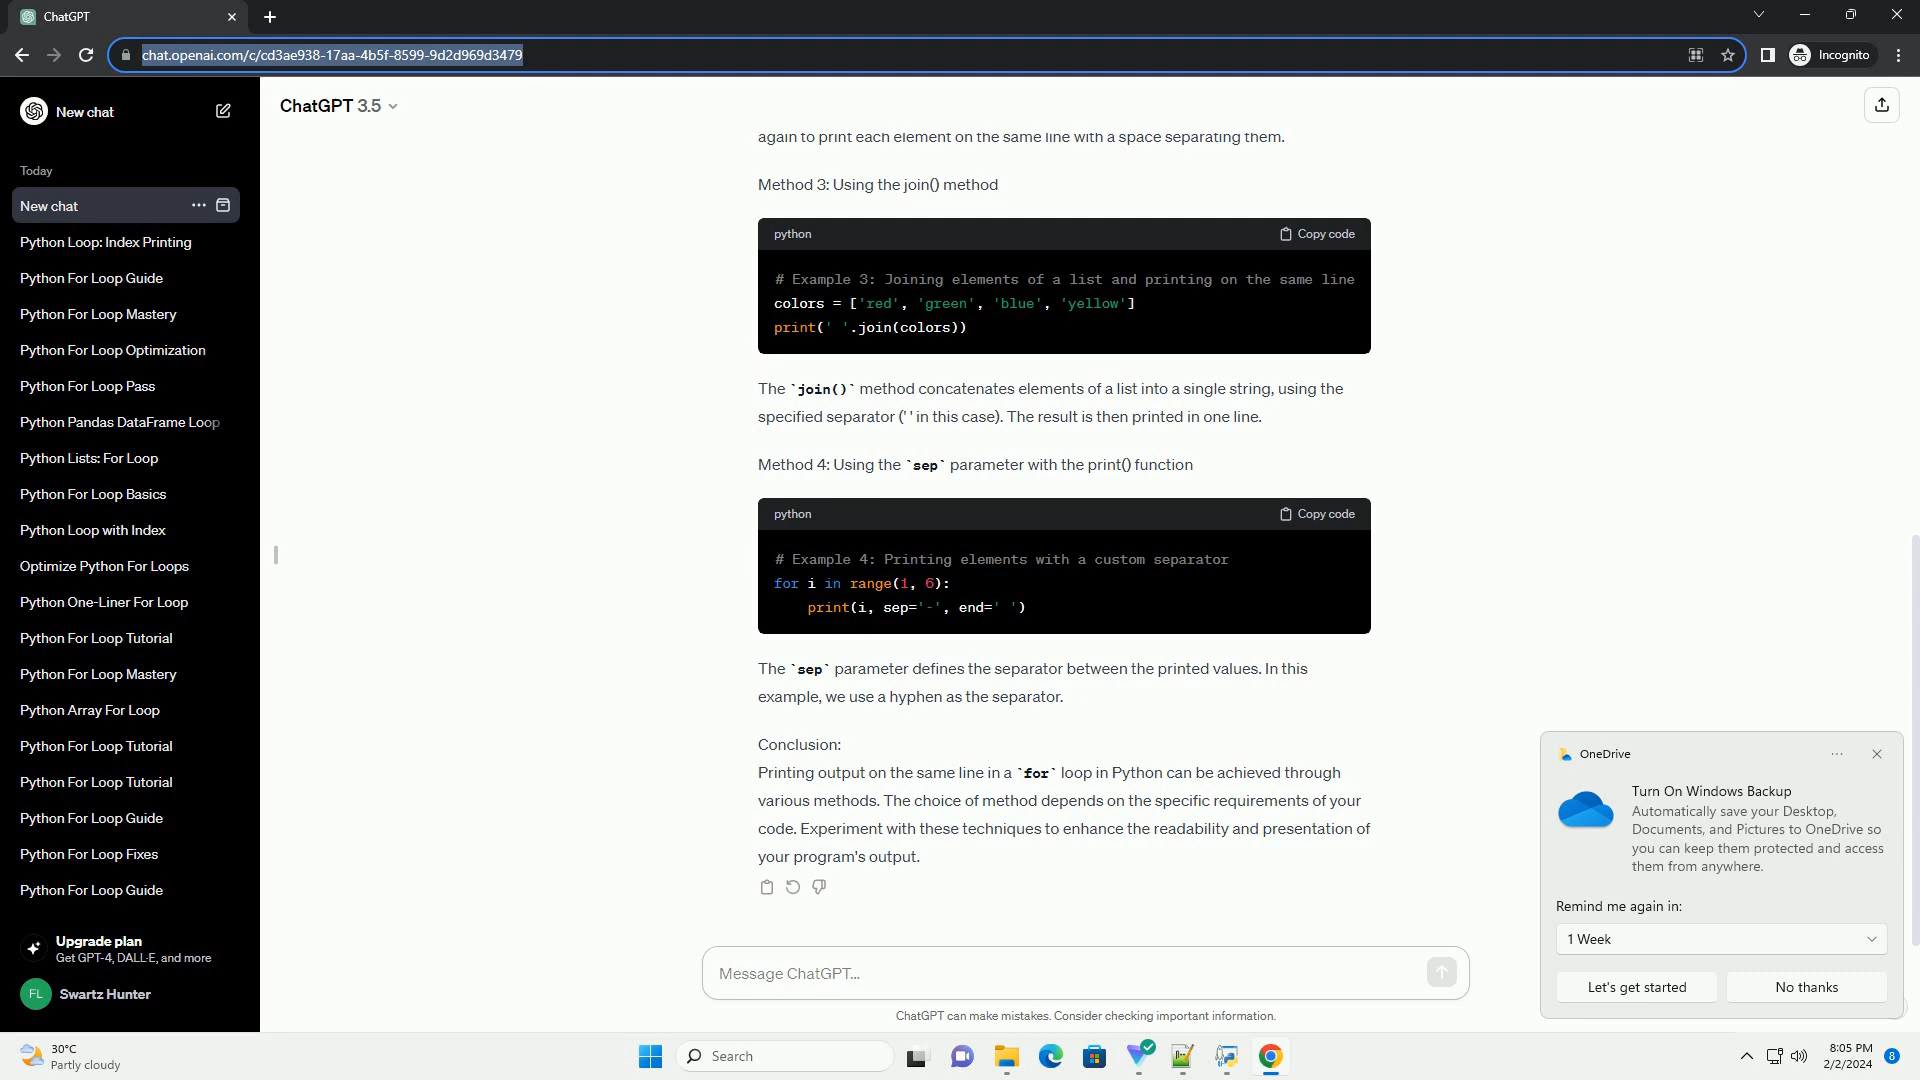 ChatGPT
chat.openai.com/c/cd3ae938-17aa-4b5f-8599-9d2d969d3479
Incognito
New chat
Today
New chat
Python Loop: Index Printing
Python For Loop Guide
Python For Loop Mastery
Python For Loop Optimization
Python For Loop Pass
Python Pandas DataFrame Loop
Python Lists: For Loop
Python For Loop Basics
Python Loop with Index
Optimize Python For Loops
Python One-Liner For Loop
Python For Loop Tutorial
Python For Loop Mastery
Python Array For Loop
Python For Loop Tutorial
Python For Loop Tutorial
Python For Loop Guide
Python For Loop Fixes
Python For Loop Guide
Upgrade plan
Get GPT-4, DALL·E, and more
FL Swartz Hunter
ChatGPT 3.5
again to print each element on the same line with a space separating them.
Method 3: Using the join() method
python Copy code
# Example 3: Joining elements of a list and printing on the same line
colors = ['red', 'green', 'blue', 'yellow']
print(' '.join(colors))
The `join()` method concatenates elements of a list into a single string, using the
specified separator (' ' in this case). The result is then printed in one line.
Method 4: Using the `sep` parameter with the print() function
python Copy code
# Example 4: Printing elements with a custom separator
for i in range(1, 6):
    print(i, sep='-', end=' ')
The `sep` parameter defines the separator between the printed values. In this
example, we use a hyphen as the separator.
Conclusion:
Printing output on the same line in a `for` loop in Python can be achieved through
various methods. The choice of method depends on the specific requirements of your
code. Experiment with these techniques to enhance the readability and presentation of
your program's output.
Message ChatGPT...
ChatGPT can make mistakes. Consider checking important information.
OneDrive
Turn On Windows Backup
Automatically save your Desktop,
Documents, and Pictures to OneDrive so
you can keep them protected and access
them from anywhere.
Remind me again in:
1 Week
Let's get started No thanks
30°C
Partly cloudy
Search
8:05 PM
2/2/2024
8